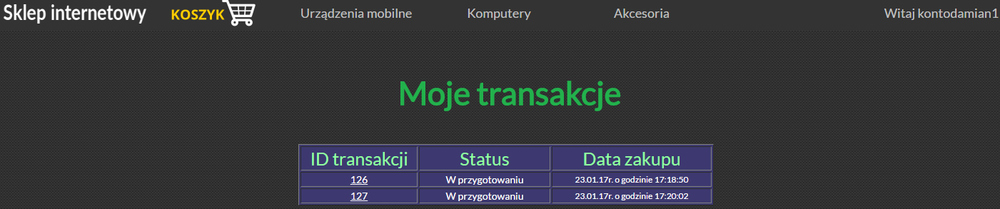 Sklep internetowy KOSZYK Urządzenia mobilne Komputery Akcesoria Witaj kontodamian1
Moje transakcje
ID transakcji Status Data zakupu
126 W przygotowaniu 23.01.17r. o godzinie 17:18:50
127 W przygotowaniu 23.01.17r. o godzinie 17:20:02